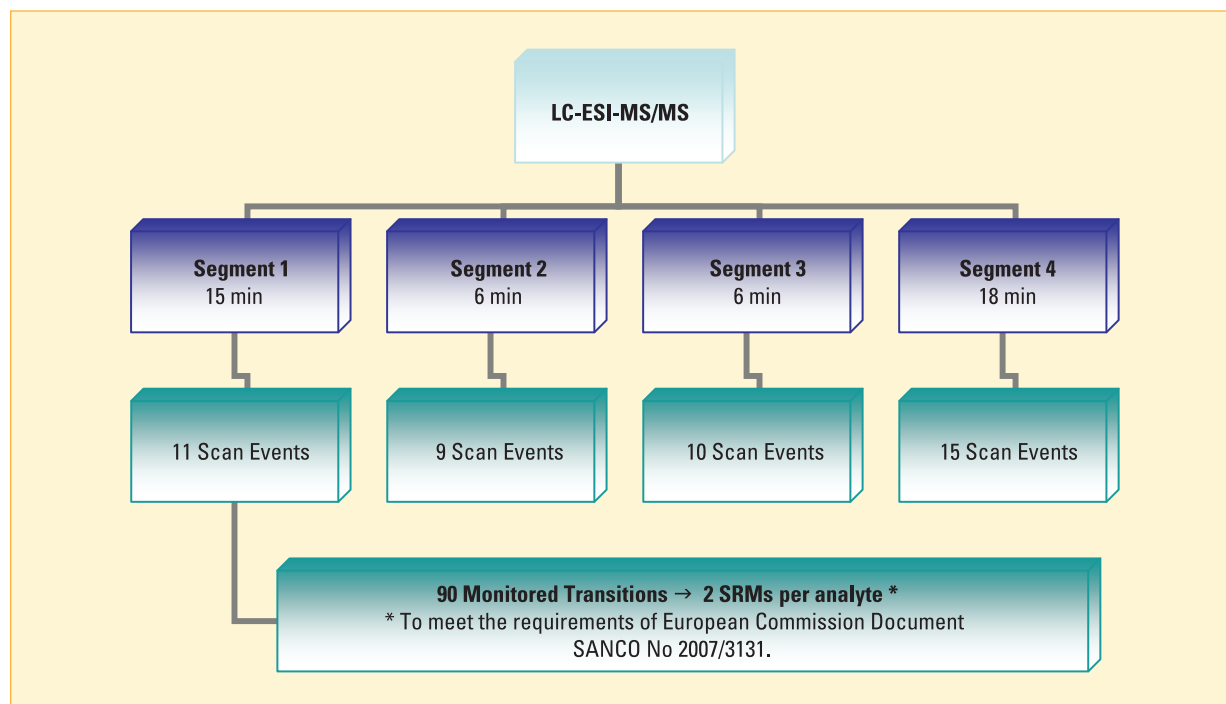 LC-ESI-MS/MS
Segment 1
15 min
Segment 2
6 min
Segment 3
6 min
Segment 4
18 min
11 Scan Events
9 Scan Events
10 Scan Events
15 Scan Events
90 Monitored Transitions → 2 SRMs per analyte *
* To meet the requirements of European Commission Document
SANCO No 2007/3131.